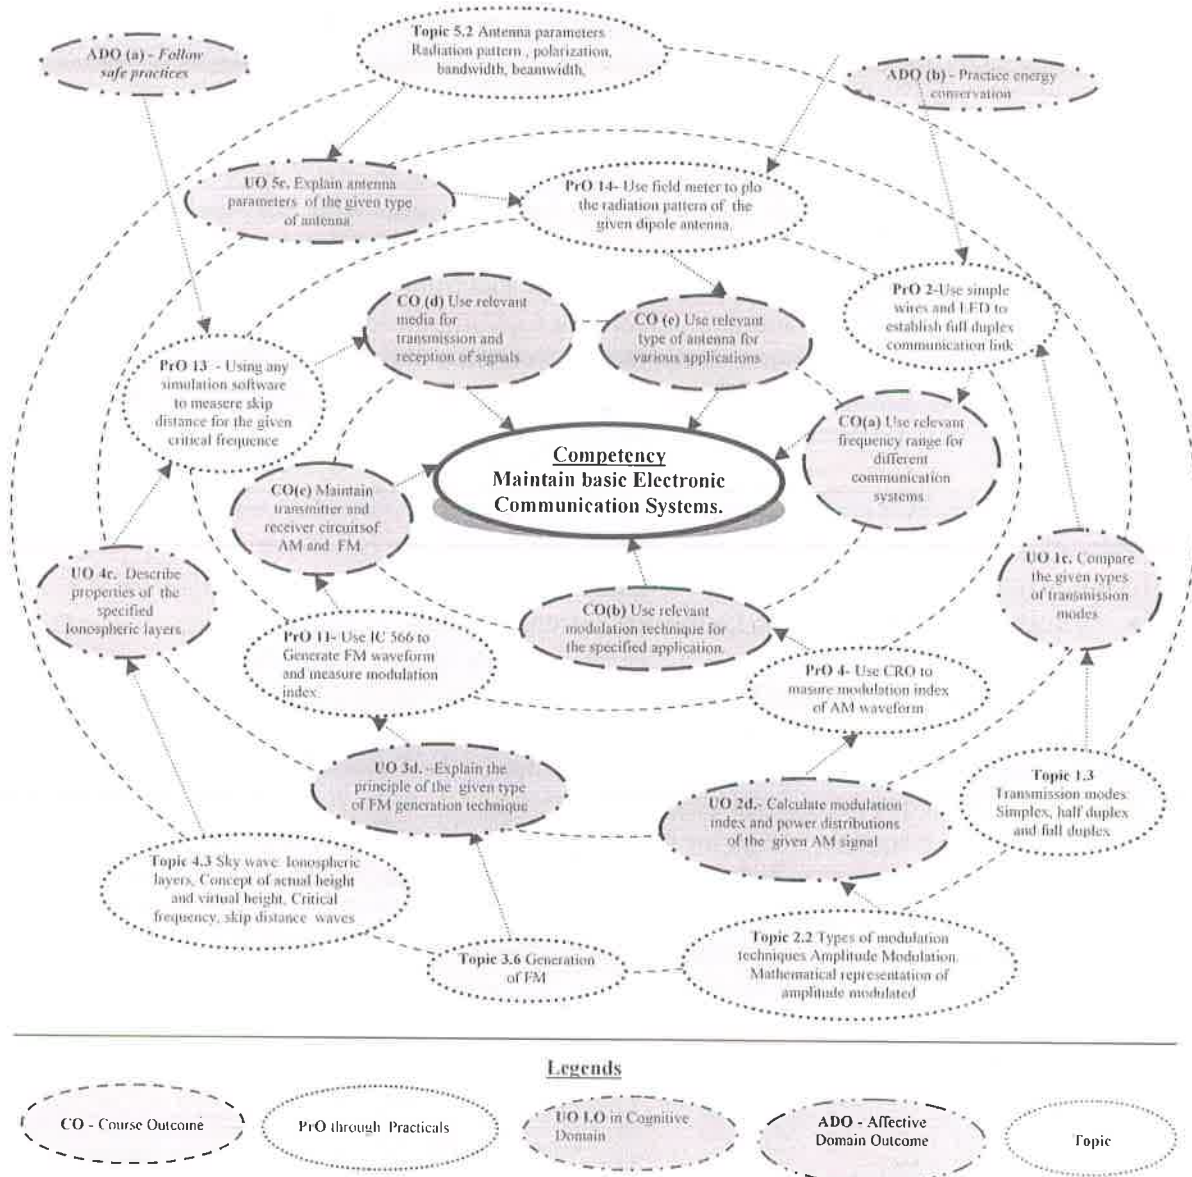 Topic 5.2 Antenna parameters
Radiation pattern , polarization,
bandwidth, beamwidth,
ADO (a) - Follow
safe practices
ADO (b) - Practice energy
conservation
UO 5c. Explain antenna
parameters of the given type
of antenna.
PrO 14- Use field meter to plo
the radiation pattern of the
given dipole antenna.
PrO 2-Use simple
wires and LED to
establish full duplex
communication link
CO (d) Use relevant
media for
transmission and
reception of signals
CO (e) Use relevant
type of antenna for
various applications
PrO 13 - Using any
simulation software
to measere skip
distance for the given
critical frequence
CO(a) Use relevant
frequency range for
different
communication
systems.
Competency
Maintain basic Electronic
Communication Systems.
CO(c) Maintain
transmitter and
receiver circuitsof
AM and FM
UO 4c. Describe
properties of the
specified
Ionospheric layers.
UO 1c. Compare
the given types
of transmission
modes
CO(b) Use relevant
modulation technique for
the specified application.
PrO 11- Use IC 566 to
Generate FM waveform
and measure modulation
index.
PrO 4- Use CRO to
masure modulation index
of AM waveform
UO 3d. -Explain the
principle of the given type
of FM generation technique
UO 2d.- Calculate modulation
index and power distributions
of the given AM signal
Topic 1.3
Transmission modes
Simplex, half duplex
and full duplex
Topic 4.3 Sky wave Ionospheric
layers, Concept of actual height
and virtual height, Critical
frequency, skip distance waves
Topic 3.6 Generation
of FM
Topic 2.2 Types of modulation
techniques Amplitude Modulation.
Mathematical representation of
amplitude modulated
Legends
CO - Course Outcome
PrO through Practicals
UO LO in Cognitive
Domain
ADO - Affective
Domain Outcome
Topic